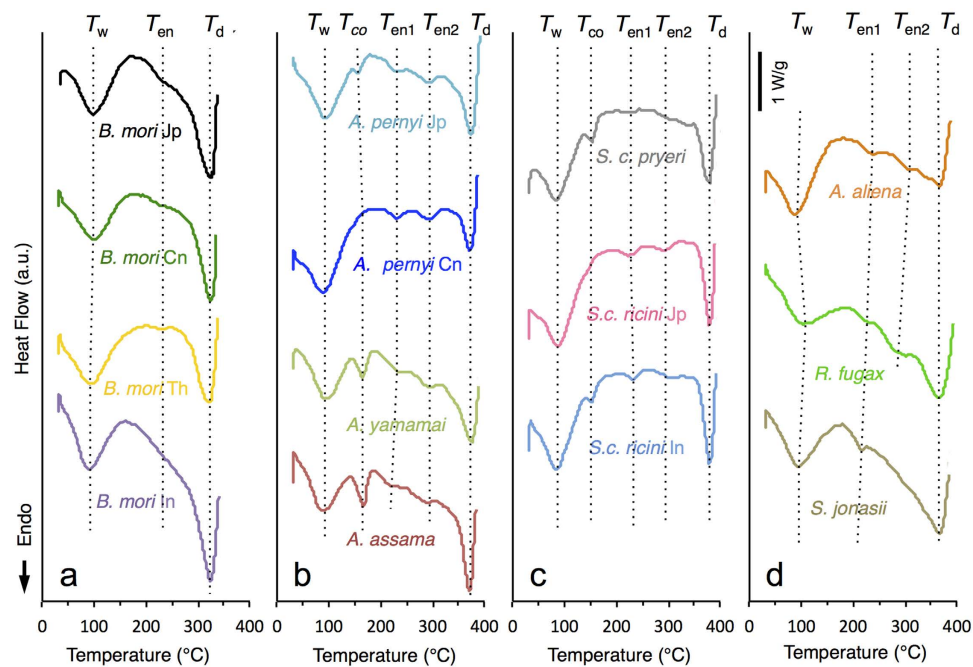 Tw Ten Td
Tw Tco Ten1 Ten2 Td
Tw Tco Ten1 Ten2 Td
Tw Ten1 Ten2 Td
1 W/g
B. mori Jp
B. mori Cn
B. mori Th
B. mori In
A. pernyi Jp
A. pernyi Cn
A. yamamai
A. assama
S. c. pryeri
S.c. ricini Jp
S.c. ricini In
A. aliena
R. fugax
S. jonasii
Heat Flow (a.u.)
Endo
a
b
c
d
0 100 200 300 400
0 100 200 300 400
0 100 200 300 400
0 100 200 300 400
Temperature (°C)
Temperature (°C)
Temperature (°C)
Temperature (°C)